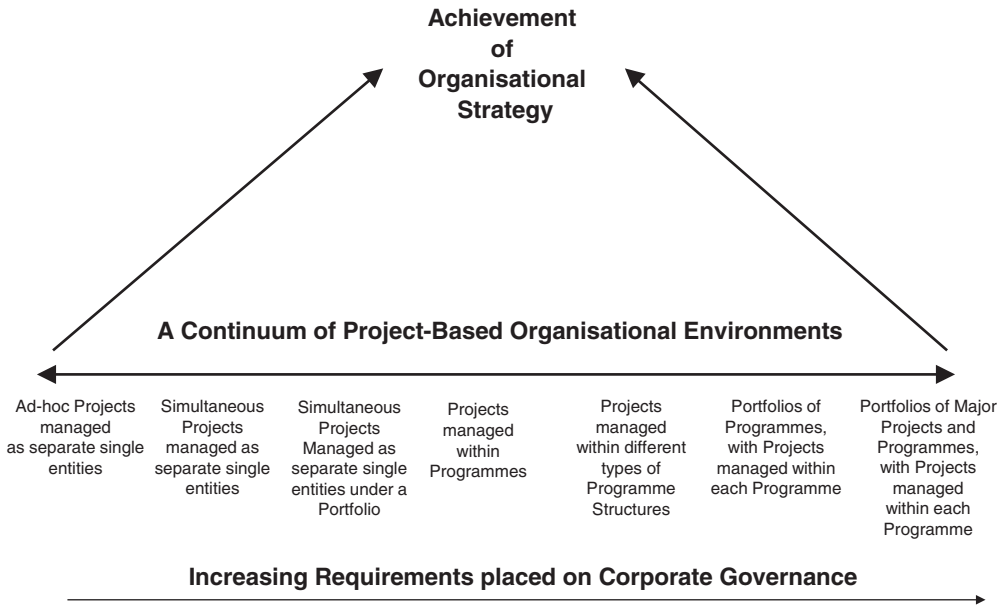 Achievement
of
Organisational
Strategy
A Continuum of Project-Based Organisational Environments
Ad-hoc Projects
managed
as separate single
entities
Simultaneous
Projects
managed as
separate single
entities
Simultaneous
Projects
Managed as
separate single
entities under a
Portfolio
Projects
managed
within
Programmes
Projects
managed
within different
types of
Programme
Structures
Portfolios of
Programmes,
with Projects
managed within
each Programme
Portfolios of Major
Projects and
Programmes,
with Projects
managed
within each
Programme
Increasing Requirements placed on Corporate Governance